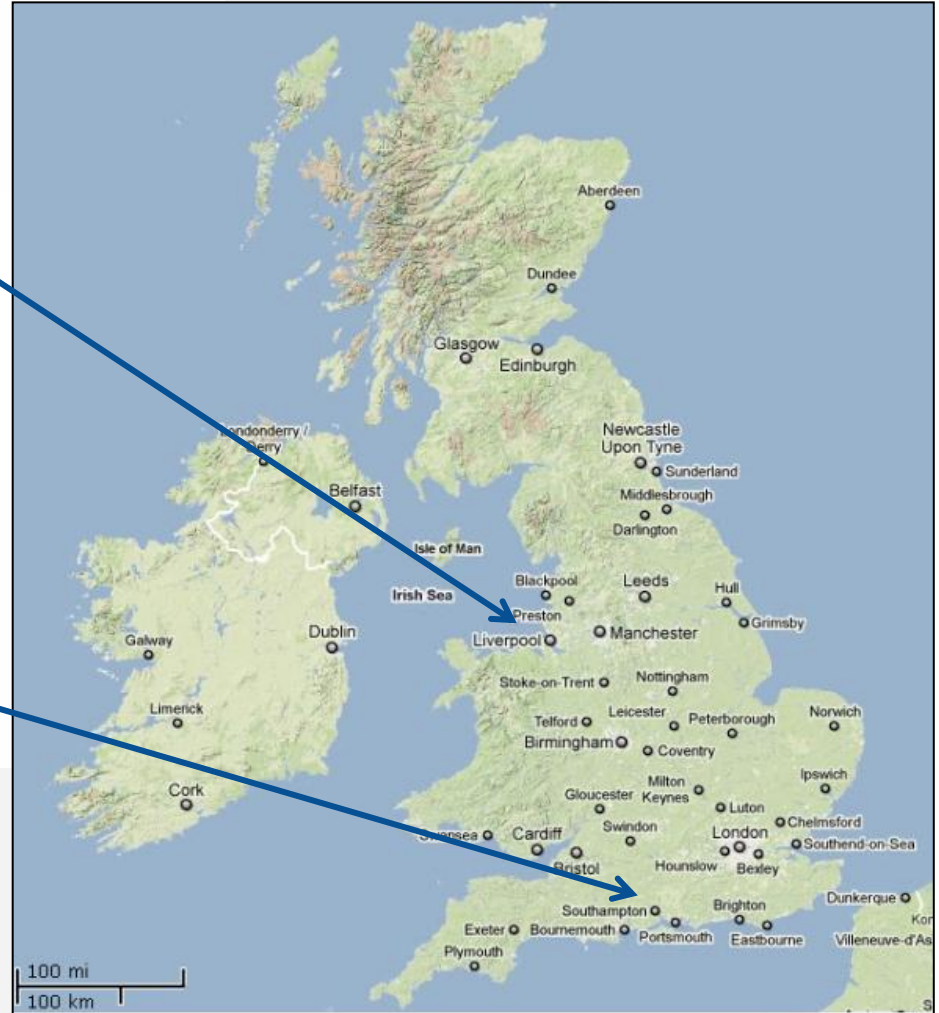 Aberdeen
Dundee
Glasgow
Edinburgh
Newcastle
Upon Tyne
Sunderland
Londonderry /
Derry
Belfast
Middlesbrough
Darlington
Isle of Man
Irish Sea
Blackpool
Preston
Leeds
Hull
Grimsby
Galway
Dublin
Liverpool
Manchester
Stoke-on-Trent
Nottingham
Limerick
Telford
Leicester
Peterborough
Norwich
Birmingham
Coventry
Cork
Milton
Keynes
Ipswich
Gloucester
Luton
Chelmsford
Swansea
Cardiff
Bristol
Swindon
London
Southend-on-Sea
Hounslow
Bexley
Dunkerque
Southampton
Brighton
Exeter
Bournemouth
Portsmouth
Eastbourne
Kor
Villeneuve-d'As
Plymouth
100 mi
100 km
S